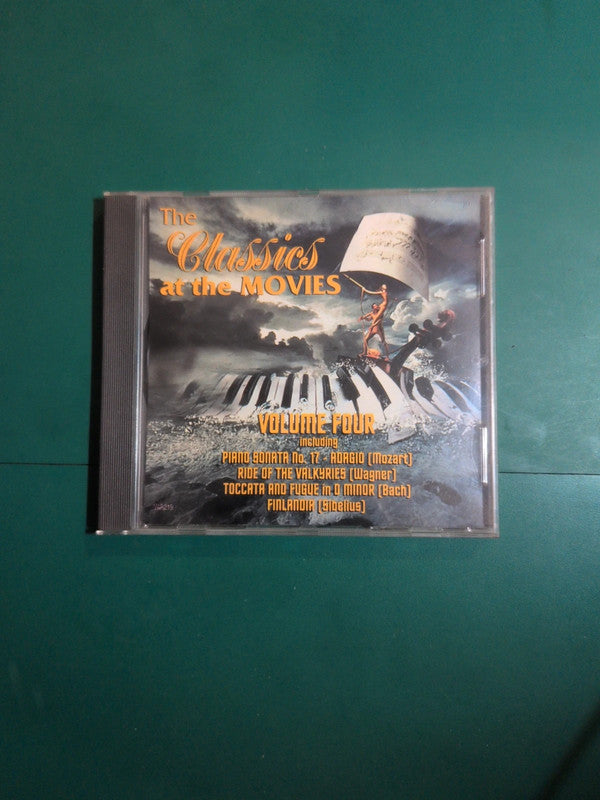 The
Classics
at the MOVIES
VOLUME FOUR
including
PIANO SONATA No. 17 - ADAGIO (Mozart)
RIDE OF THE VALKYRIES (Wagner)
TOCCATA AND FUGUE in D MINOR (Bach)
FINLANDIA (Sibelius)